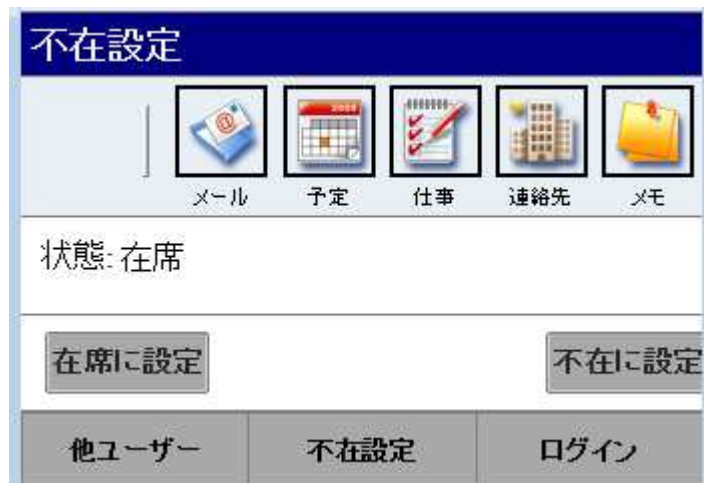 不在設定
メール 予定 仕事 連絡先 メモ
状態: 在席
在席に設定 不在に設定
他ユーザー 不在設定 ログイン